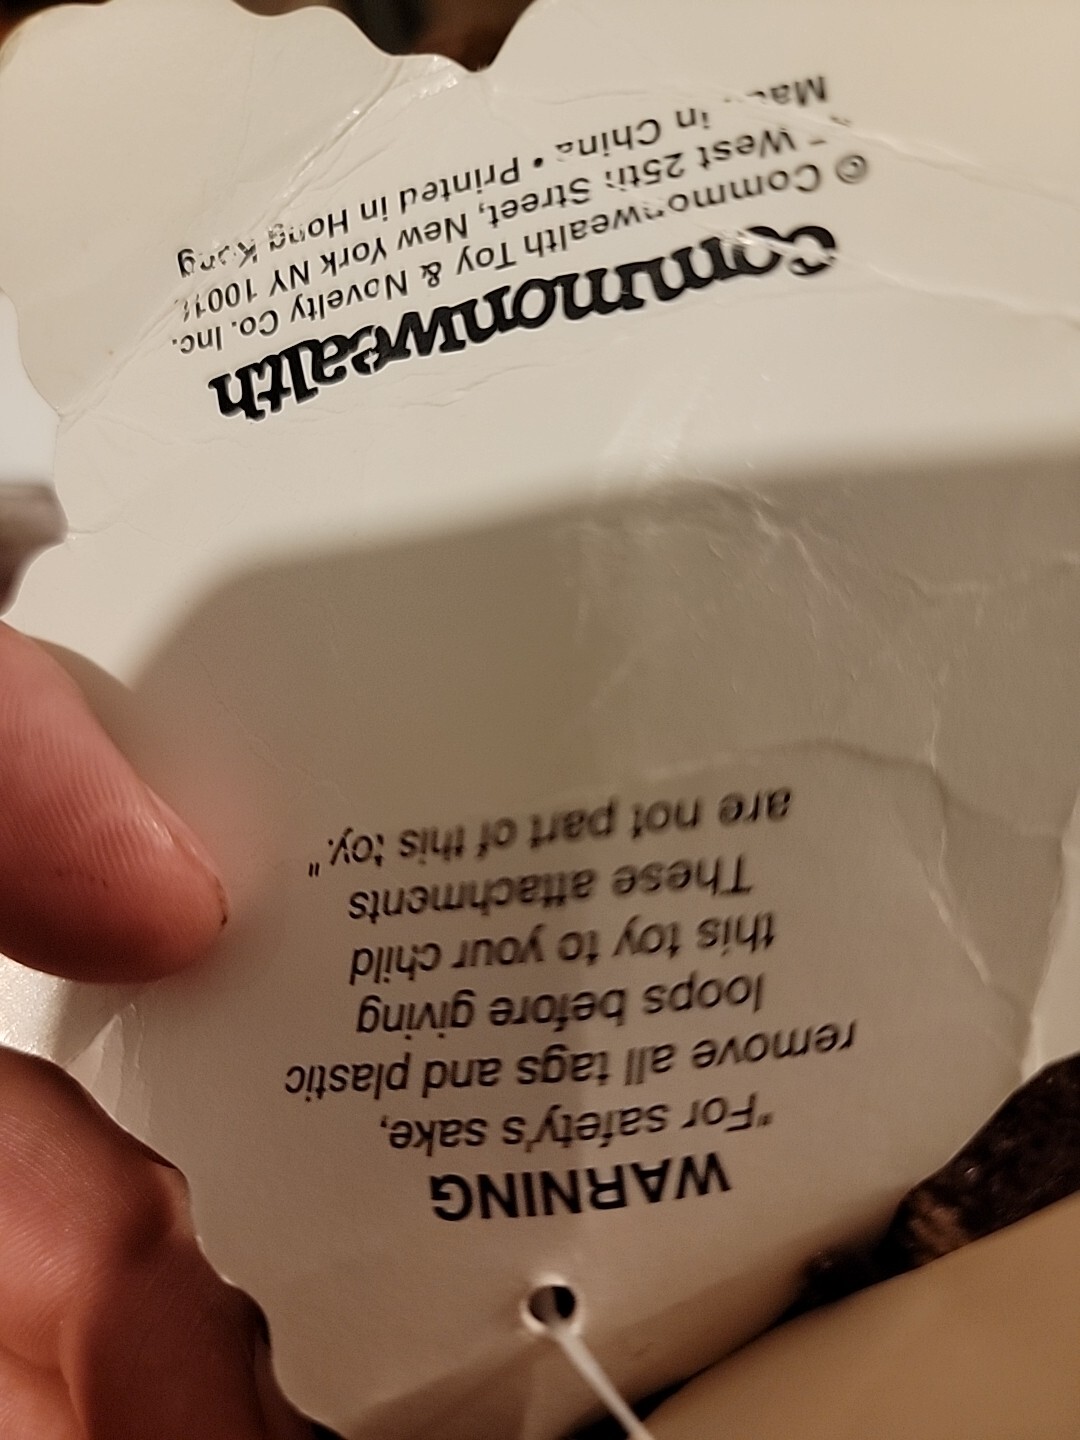 WARNING
"For safety's sake,
remove all tags and plastic
loops before giving
this toy to your child
These attachments
are not part of this toy."
Commonwealth
© Commonwealth Toy & Novelty Co. Inc.
West 25th Street, New York NY
in China • Printed in Hong Kong